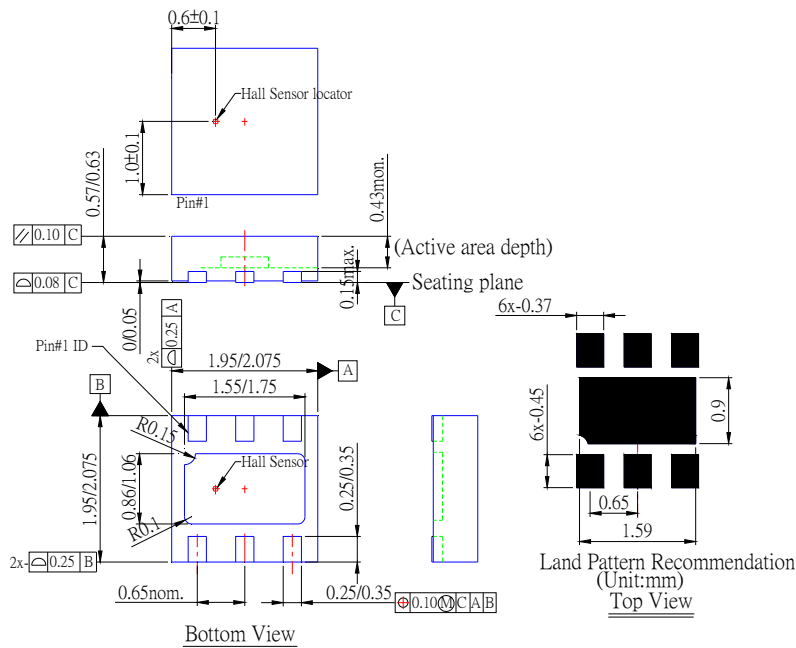 0.6±0.1
Hall Sensor locator
1.0±0.1
Pin#1
0.57/0.63
0.43mon.
// 0.10 C
(Active area depth)
0.15max.
0.08 C
Seating plane
C
0/0.05
2x 0.25 A
6x-0.37
Pin#1 ID
1.95/2.075
A
B
1.55/1.75
R0.15
0.9
6x-0.45
Hall Sensor
1.95/2.075
0.86/1.06
0.25/0.35
R0.1
0.65
1.59
2x- 0.25 B
Land Pattern Recommendation
(Unit:mm)
Top View
0.65nom.
0.25/0.35
⌖ 0.10 Ⓜ C A B
Bottom View